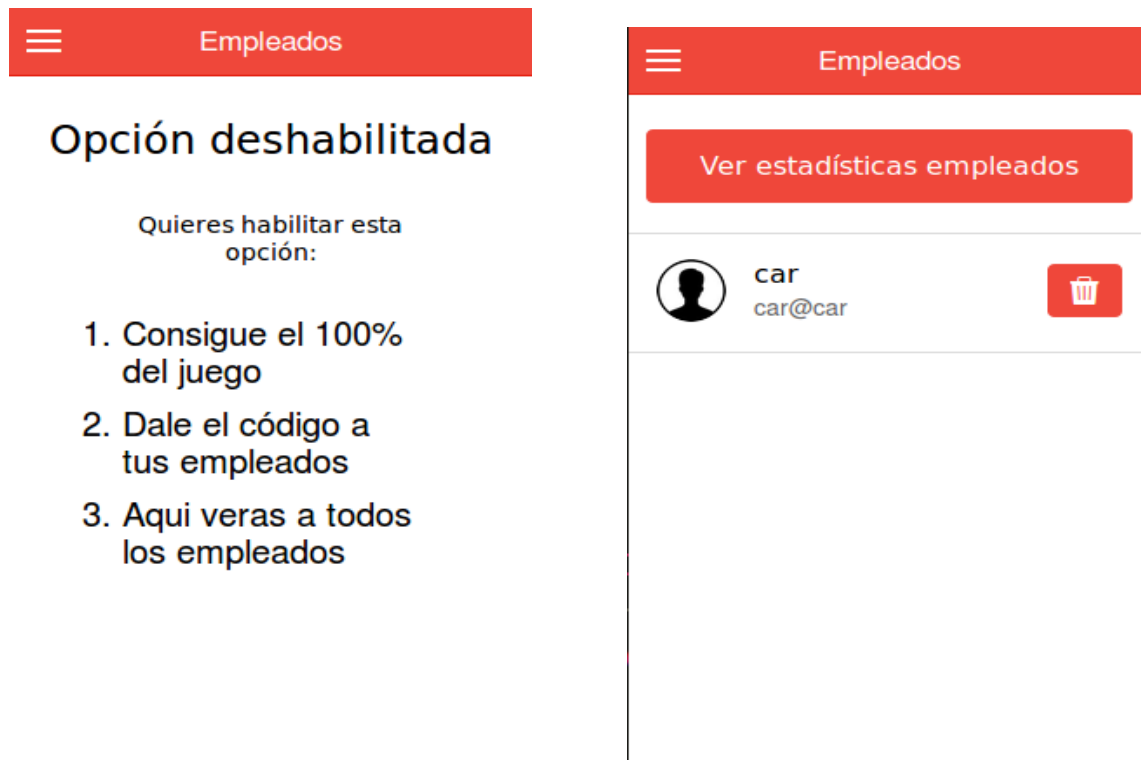 Empleados
Opción deshabilitada
Quieres habilitar esta
opción:
1. Consigue el 100%
del juego
2. Dale el código a
tus empleados
3. Aqui veras a todos
los empleados
Empleados
Ver estadísticas empleados
car
car@car